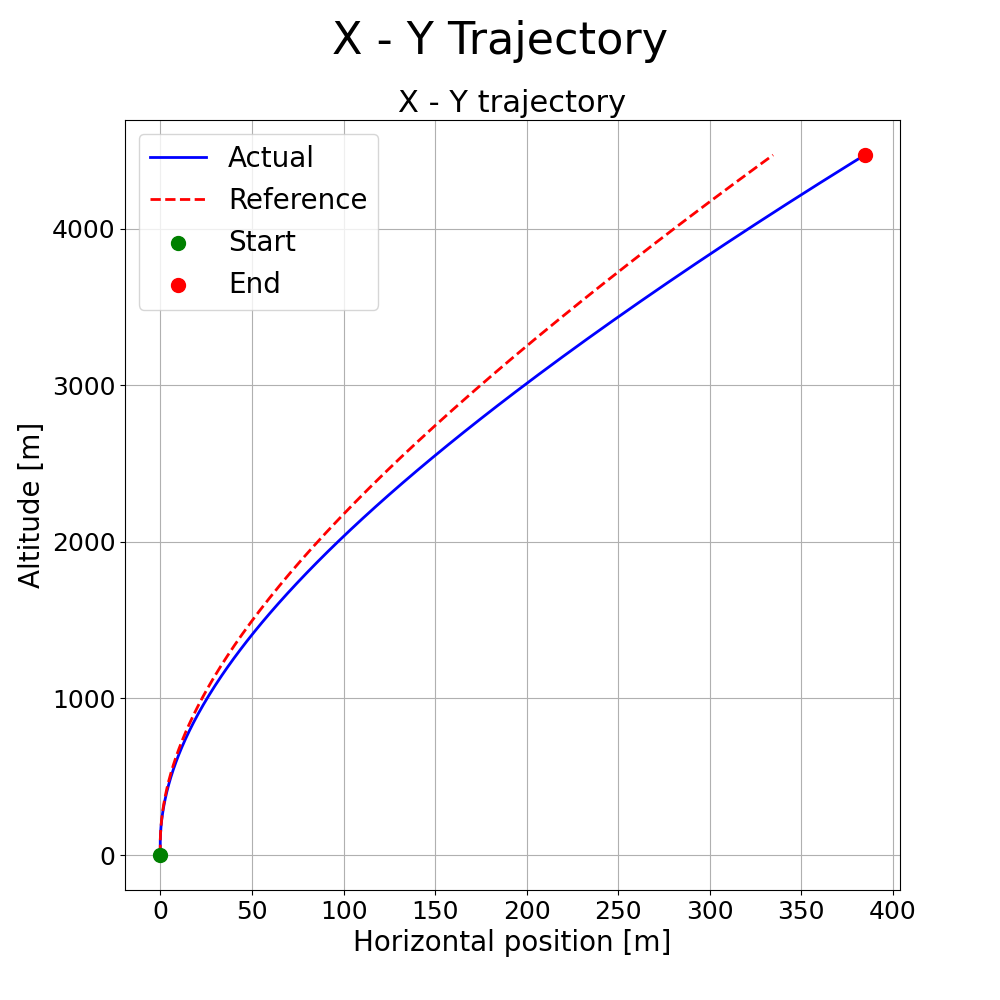 X - Y Trajectory
X - Y trajectory
Actual
Reference
Start
End
4000
3000
2000
1000
0
Altitude [m]
0 50 100 150 200 250 300 350 400
Horizontal position [m]